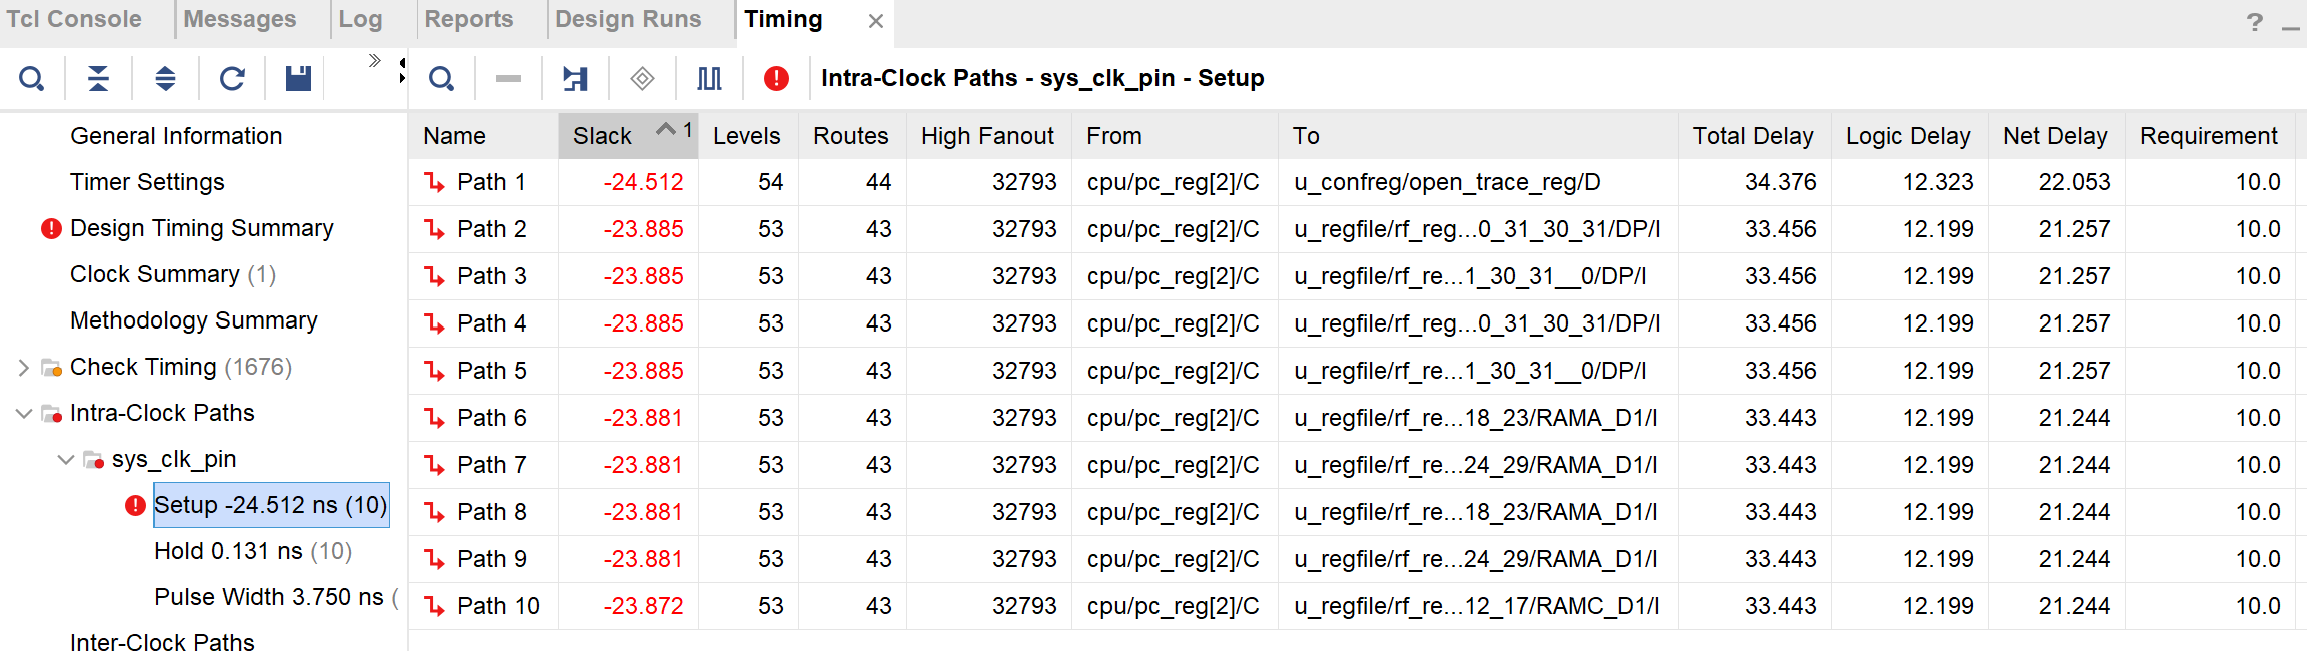 Tcl Console Messages Log Reports Design Runs Timing
Intra-Clock Paths - sys_clk_pin - Setup
General Information
Timer Settings
Design Timing Summary
Clock Summary (1)
Methodology Summary
Check Timing (1676)
Intra-Clock Paths
sys_clk_pin
Setup -24.512 ns (10)
Hold 0.131 ns (10)
Pulse Width 3.750 ns (
Inter-Clock Paths
Name Slack 1 Levels Routes High Fanout From To Total Delay Logic Delay Net Delay Requirement
Path 1 -24.512 54 44 32793 cpu/pc_reg[2]/C u_confreg/open_trace_reg/D 34.376 12.323 22.053 10.0
Path 2 -23.885 53 43 32793 cpu/pc_reg[2]/C u_regfile/rf_reg...0_31_30_31/DP/I 33.456 12.199 21.257 10.0
Path 3 -23.885 53 43 32793 cpu/pc_reg[2]/C u_regfile/rf_re...1_30_31__0/DP/I 33.456 12.199 21.257 10.0
Path 4 -23.885 53 43 32793 cpu/pc_reg[2]/C u_regfile/rf_reg...0_31_30_31/DP/I 33.456 12.199 21.257 10.0
Path 5 -23.885 53 43 32793 cpu/pc_reg[2]/C u_regfile/rf_re...1_30_31__0/DP/I 33.456 12.199 21.257 10.0
Path 6 -23.881 53 43 32793 cpu/pc_reg[2]/C u_regfile/rf_re...18_23/RAMA_D1/I 33.443 12.199 21.244 10.0
Path 7 -23.881 53 43 32793 cpu/pc_reg[2]/C u_regfile/rf_re...24_29/RAMA_D1/I 33.443 12.199 21.244 10.0
Path 8 -23.881 53 43 32793 cpu/pc_reg[2]/C u_regfile/rf_re...18_23/RAMA_D1/I 33.443 12.199 21.244 10.0
Path 9 -23.881 53 43 32793 cpu/pc_reg[2]/C u_regfile/rf_re...24_29/RAMA_D1/I 33.443 12.199 21.244 10.0
Path 10 -23.872 53 43 32793 cpu/pc_reg[2]/C u_regfile/rf_re...12_17/RAMC_D1/I 33.443 12.199 21.244 10.0